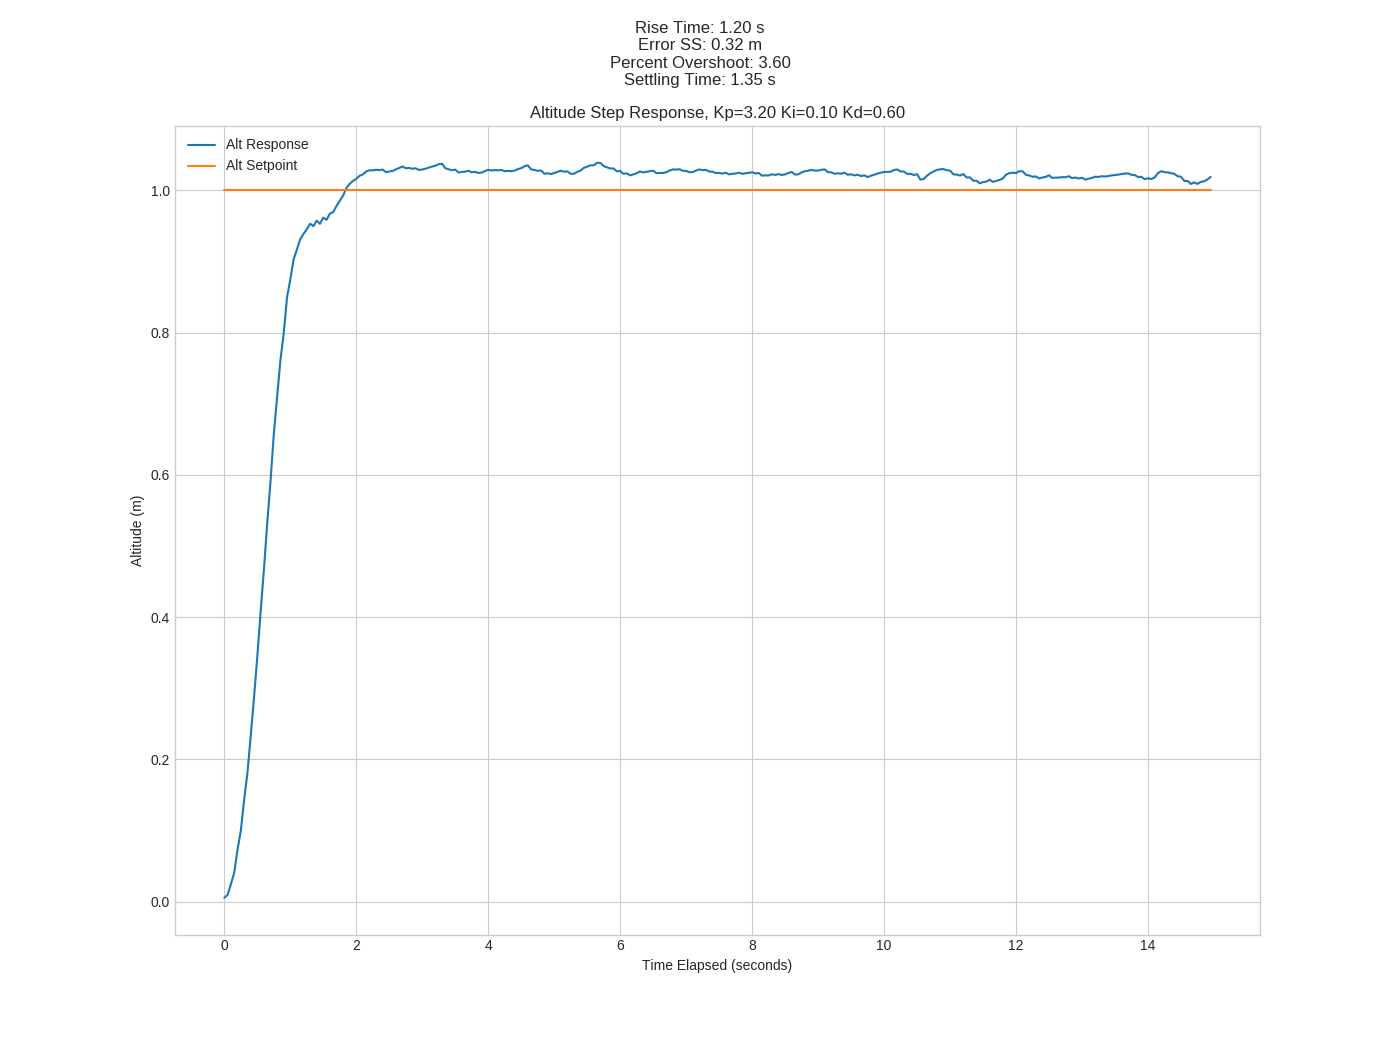 Rise Time: 1.20 s
Error SS: 0.32 m
Percent Overshoot: 3.60
Settling Time: 1.35 s
Altitude Step Response, Kp=3.20 Ki=0.10 Kd=0.60
Alt Response
Alt Setpoint
1.0
0.8
0.6
0.4
0.2
0.0
Altitude (m)
0 2 4 6 8 10 12 14
Time Elapsed (seconds)